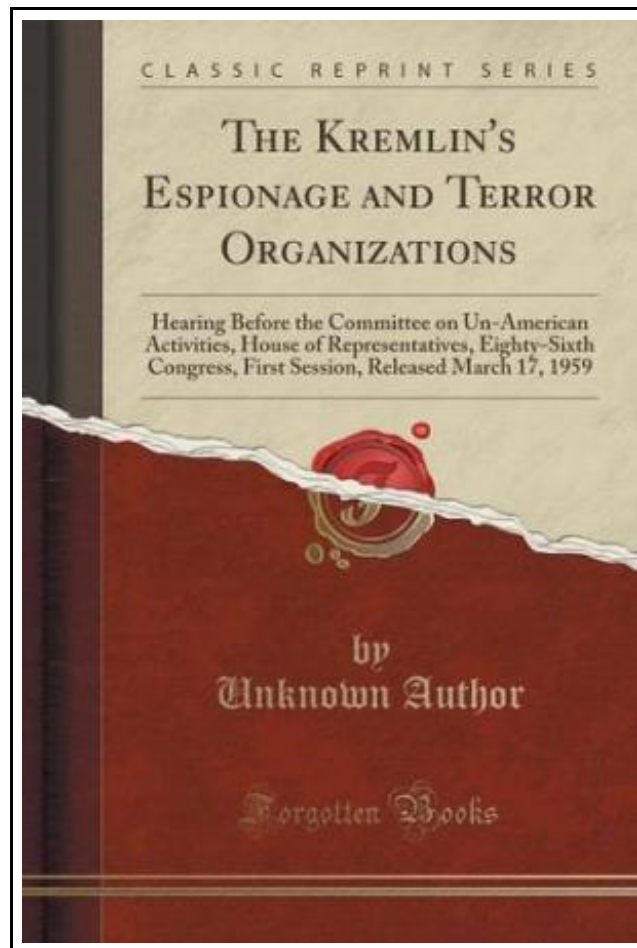 CLASSIC REPRINT SERIES
THE KREMLIN'S
ESPIONAGE AND TERROR
ORGANIZATIONS
Hearing Before the Committee on Un-American
Activities, House of Representatives, Eighty-Sixth
Congress, First Session, Released March 17, 1959
by
Unknown Author
Forgotten Books